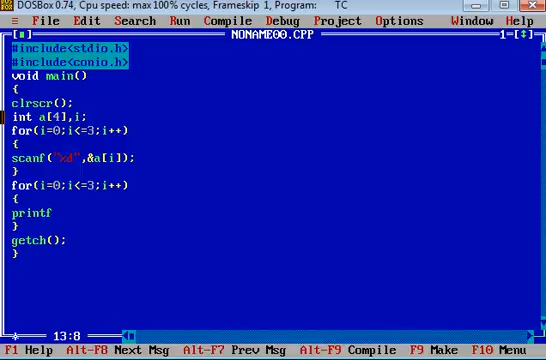 DOSBox 0.74, Cpu speed: max 100% cycles, Frameskip 1, Program: TC
≡ File Edit Search Run Compile Debug Project Options Window Help
[■] NONAME00.CPP 1=[↕]
#include<stdio.h>
#include<conio.h>
void main()
{
clrscr();
int a[4],i;
for(i=0;i<=3;i++)
{
scanf("%d",&a[i]);
}
for(i=0;i<=3;i++)
{
printf
}
getch();
}
* 13:8
F1 Help Alt-F8 Next Msg Alt-F7 Prev Msg Alt-F9 Compile F9 Make F10 Menu